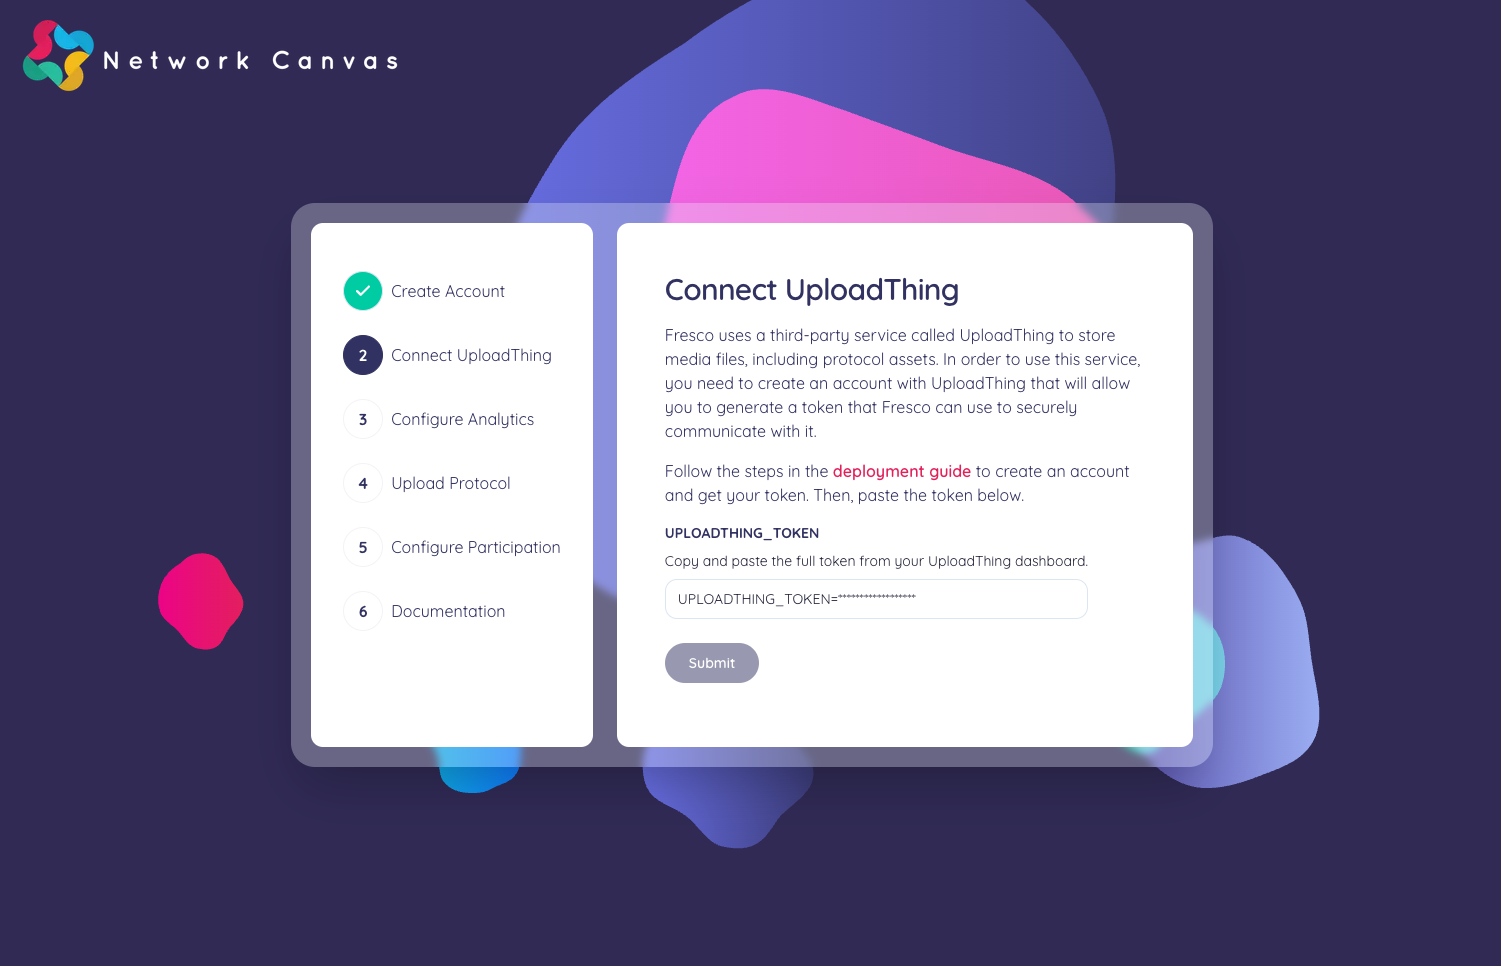 Network Canvas
Create Account
2 Connect UploadThing
3 Configure Analytics
4 Upload Protocol
5 Configure Participation
6 Documentation
Connect UploadThing
Fresco uses a third-party service called UploadThing to store
media files, including protocol assets. In order to use this service,
you need to create an account with UploadThing that will allow
you to generate a token that Fresco can use to securely
communicate with it.
Follow the steps in the deployment guide to create an account
and get your token. Then, paste the token below.
UPLOADTHING_TOKEN
Copy and paste the full token from your UploadThing dashboard.
UPLOADTHING_TOKEN=******************
Submit